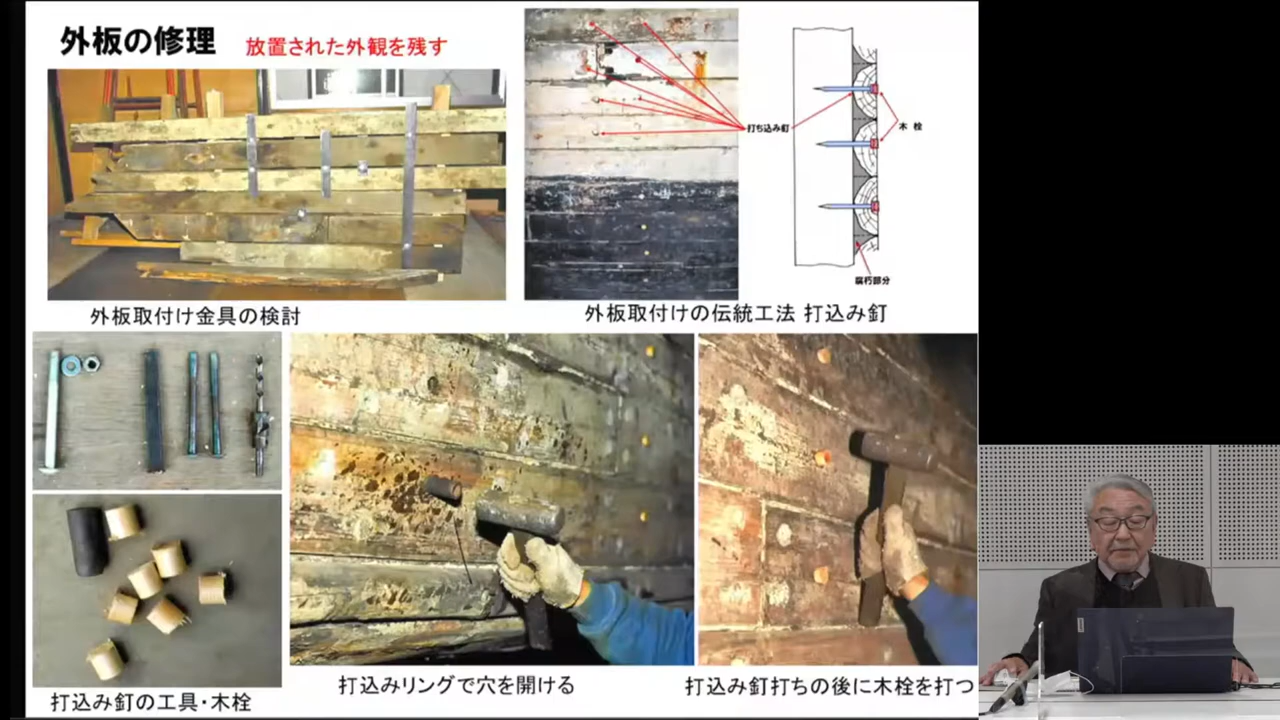 外板の修理
放置された外観を残す
打ち込み釘
木栓
腐朽部分
外板取付け金具の検討
外板取付けの伝統工法 打込み釘
打込み釘の工具・木栓
打込みリングで穴を開ける
打込み釘打ちの後に木栓を打つ